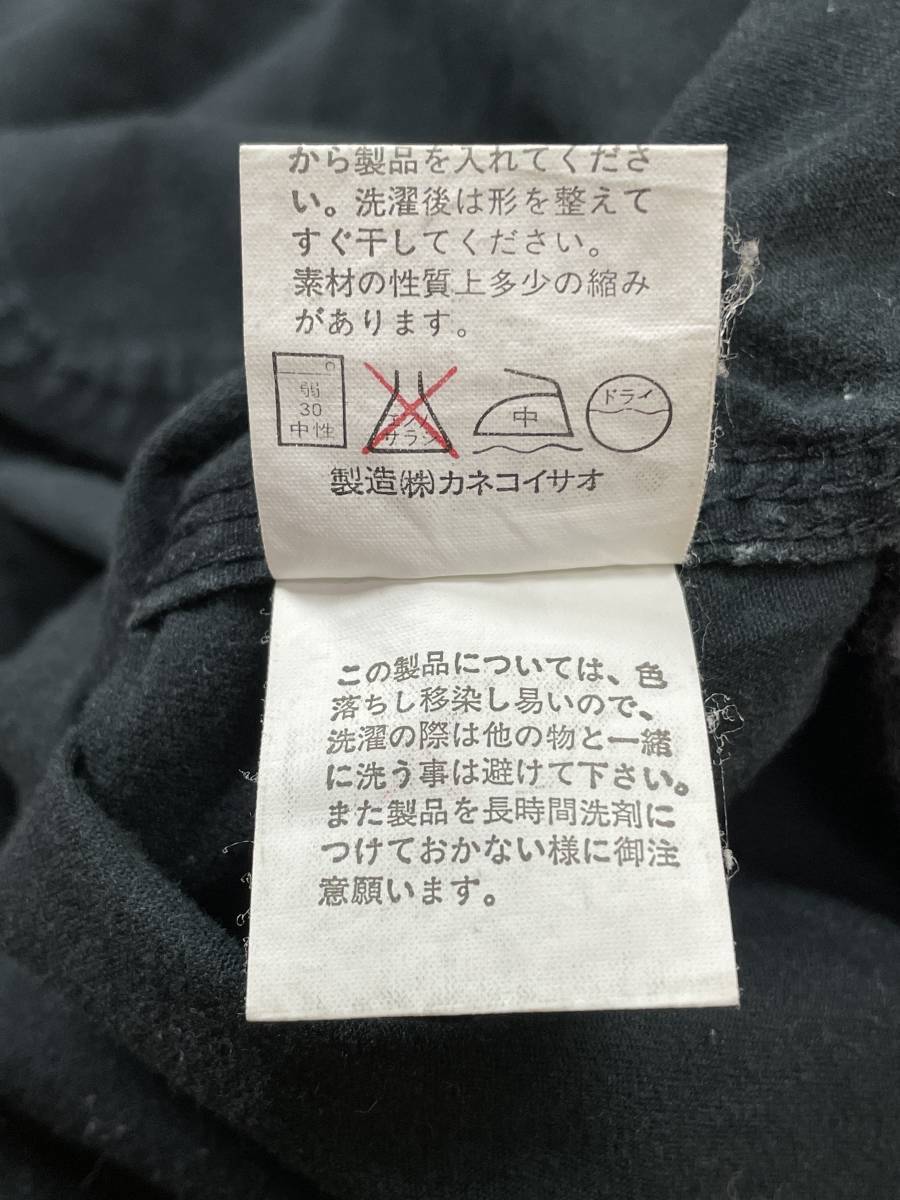 から製品を入れてくださ
い。洗濯後は形を整えて
すぐ干してください。
素材の性質上多少の縮み
があります。
弱
30
中性
エンソ
サラシ
中
ドライ
製造㈱カネコイサオ
この製品については、色
落ちし移染し易いので、
洗濯の際は他の物と一緒
に洗う事は避けて下さい。
また製品を長時間洗剤に
つけておかない様に御注
意願います。